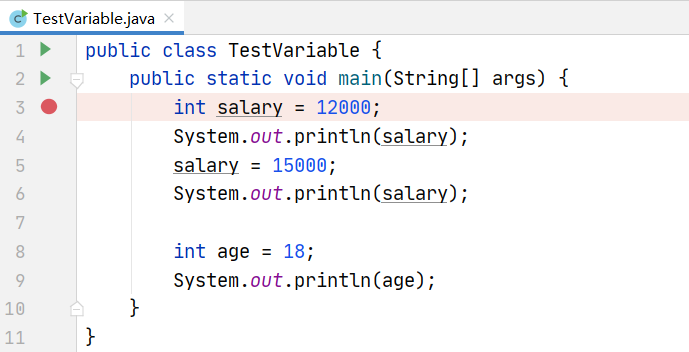 TestVariable.java
1 public class TestVariable {
2     public static void main(String[] args) {
3         int salary = 12000;
4         System.out.println(salary);
5         salary = 15000;
6         System.out.println(salary);
7
8         int age = 18;
9         System.out.println(age);
10     }
11 }